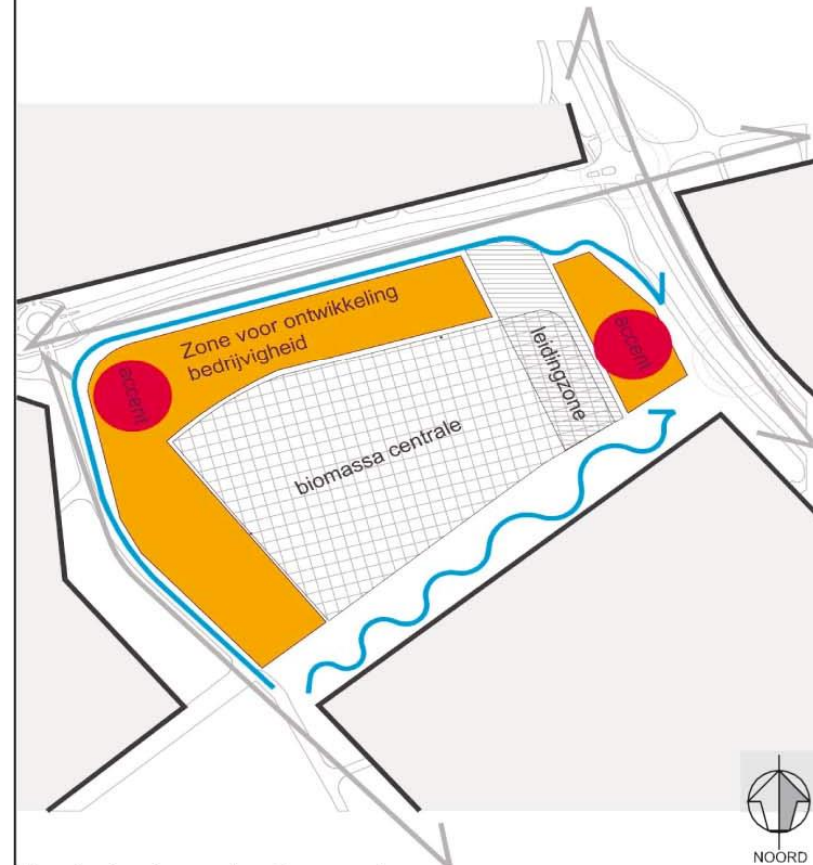 Zone voor ontwikkeling
bedrijvigheid
accent
accent
leidingzone
biomassa centrale
NOORD